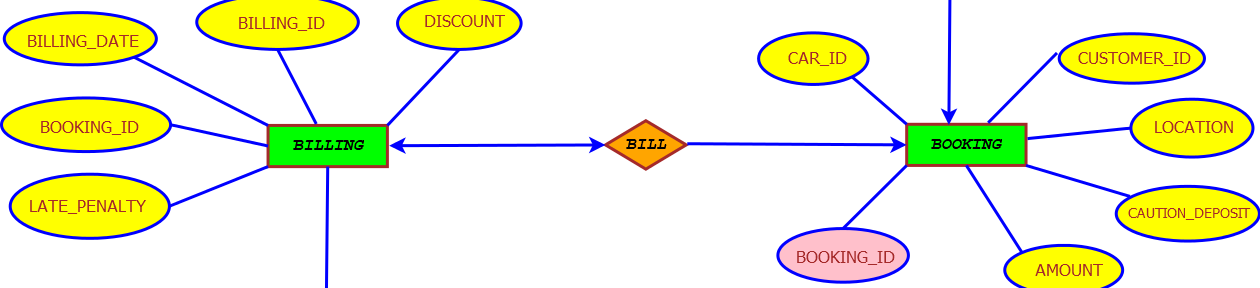 BILLING_DATE
BILLING_ID
DISCOUNT
BOOKING_ID
BILLING
LATE_PENALTY
BILL
CAR_ID
CUSTOMER_ID
LOCATION
BOOKING
CAUTION_DEPOSIT
BOOKING_ID
AMOUNT